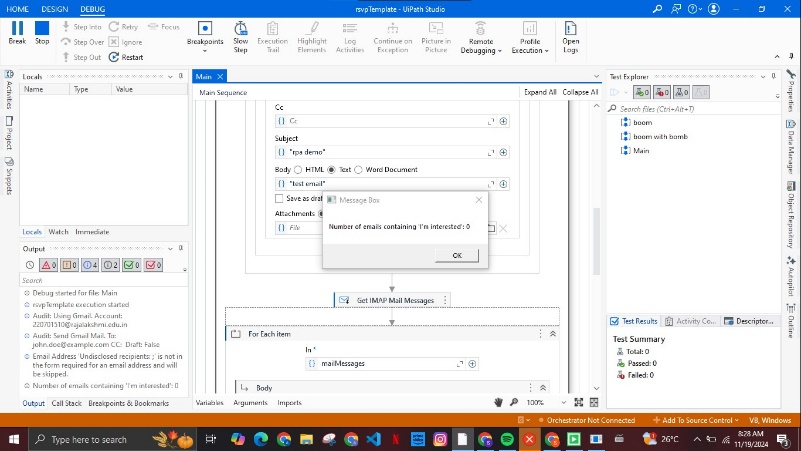 HOME DESIGN DEBUG
rsvpTemplate - UiPath Studio
Break
Stop
Step Into
Step Over
Step Out
Retry
Ignore
Restart
Focus
Breakpoints
Slow Step
Execution Trail
Highlight Elements
Log Activities
Continue on Exception
Picture in Picture
Remote Debugging
Profile Execution
Open Logs
Activities
Project
Snippets
Locals
Name Type Value
Locals Watch Immediate
Output
0 0 4 2 0 0
Search
Debug started for file: Main
rsvpTemplate execution started
Audit: Using Gmail. Account:
220701510@rajalakshmi.edu.in
Audit: Send Gmail Mail. To:
john.doe@example.com CC: Draft: False
Email Address 'Undisclosed recipients: ;' is not in
the form required for an email address and will
be skipped.
Number of emails containing 'I'm interested': 0
Output Call Stack Breakpoints & Bookmarks
Main
Main Sequence
Expand All Collapse All
Cc
Cc
Subject
"rpa demo"
Body HTML Text Word Document
"test email"
Save as draft
Attachments
File
Message Box
Number of emails containing 'I'm interested': 0
OK
Get IMAP Mail Messages
For Each item
In *
mailMessages
Body
Variables Arguments Imports
100%
Test Explorer
0 0 0 0
Search files (Ctrl+Alt+T)
boom
boom with bomb
Main
Test Results Activity Co... Descriptor...
Test Summary
Total: 0
Passed: 0
Failed: 0
Properties
Data Manager
Object Repository
Autopilot
Outline
Orchestrator Not Connected
Add To Source Control
VB, Windows
Type here to search
26°C
8:28 AM
11/19/2024
3